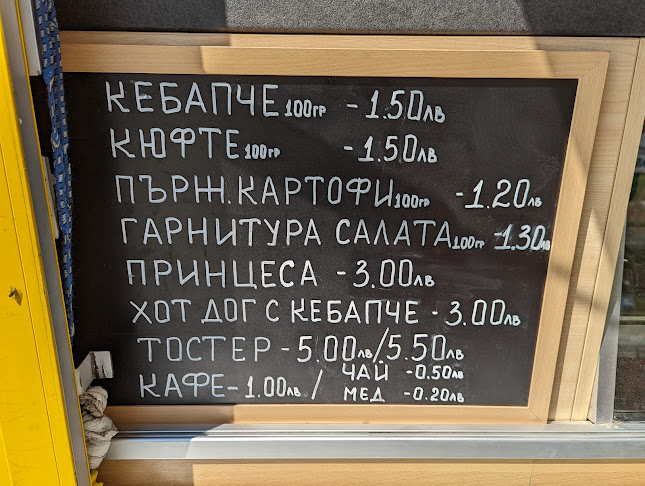 КЕБАПЧЕ 100гр - 1.50лв
КЮФТЕ 100гр - 1.50лв
ПЪРЖ. КАРТОФИ 100гр - 1.20лв
ГАРНИТУРА САЛАТА 100гр - 1.30лв
ПРИНЦЕСА - 3.00лв
ХОТ ДОГ С КЕБАПЧЕ - 3.00лв
ТОСТЕР - 5.00лв/5.50лв
КАФЕ - 1.00лв / ЧАЙ - 0.50лв
МЕД - 0.20лв